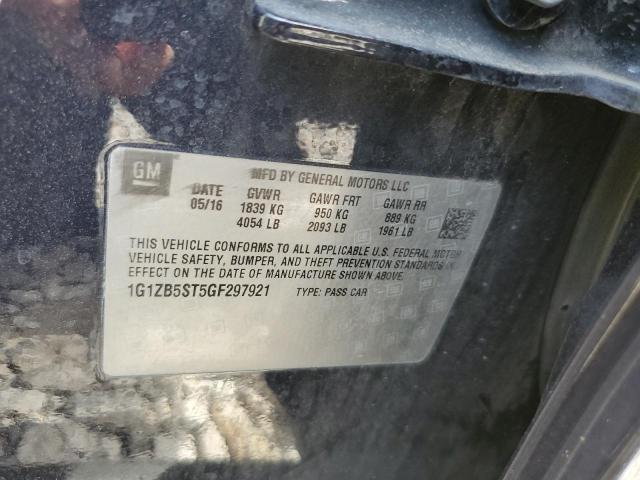 GM
MFD BY GENERAL MOTORS LLC
DATE GVWR GAWR FRT GAWR RR
05/16 1839 KG 950 KG 889 KG
4054 LB 2093 LB 1961 LB
THIS VEHICLE CONFORMS TO ALL APPLICABLE U.S. FEDERAL MOTOR
VEHICLE SAFETY, BUMPER, AND THEFT PREVENTION STANDARDS IN
EFFECT ON THE DATE OF MANUFACTURE SHOWN ABOVE.
1G1ZB5ST5GF297921 TYPE: PASS CAR